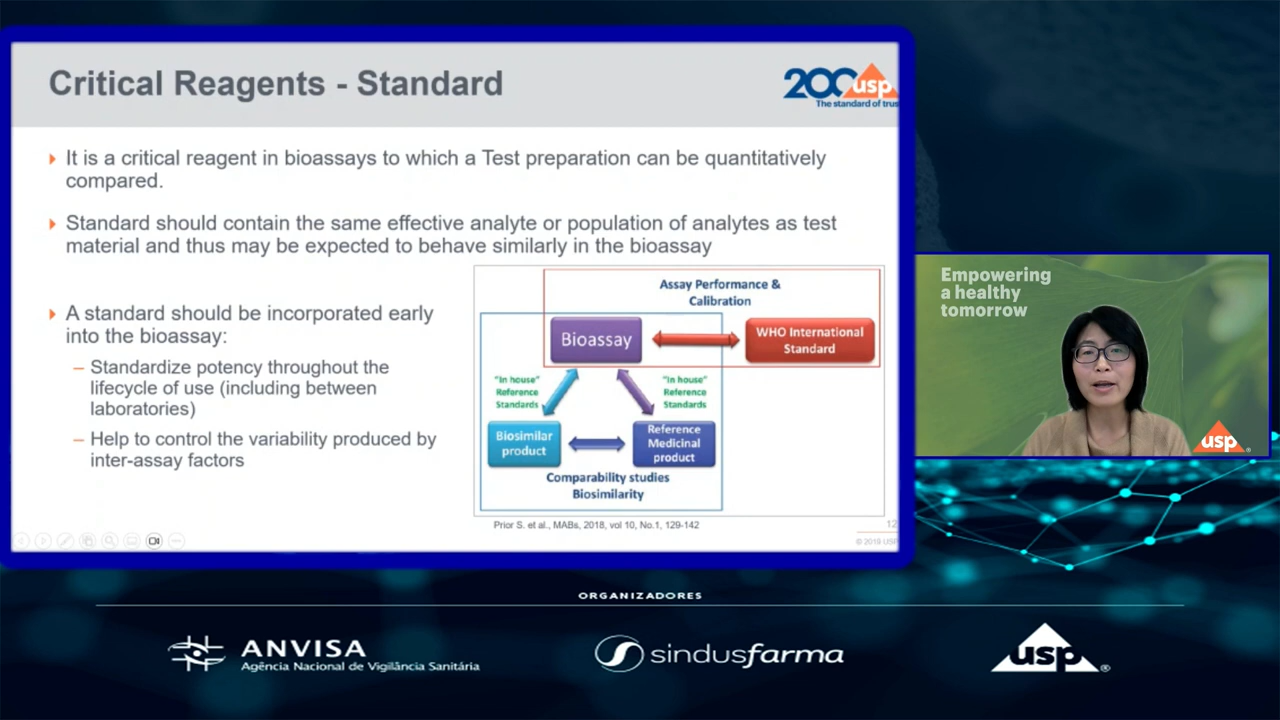 Critical Reagents - Standard
200 usp
The standard of trus
It is a critical reagent in bioassays to which a Test preparation can be quantitatively
compared.
Standard should contain the same effective analyte or population of analytes as test
material and thus may be expected to behave similarly in the bioassay
A standard should be incorporated early
into the bioassay:
– Standardize potency throughout the
lifecycle of use (including between
laboratories)
– Help to control the variability produced by
inter-assay factors
Assay Performance &
Calibration
Bioassay
WHO International
Standard
"In house"
Reference
Standards
"In house"
Reference
Standards
Biosimilar
product
Reference
Medicinal
product
Comparability studies
Biosimilarity
Prior S. et al., MABs, 2018, vol 10, No.1, 129-142
12
© 2019 USP
Empowering
a healthy
tomorrow
usp®
ORGANIZADORES
ANVISA
Agência Nacional de Vigilância Sanitária
sindusfarma
usp®